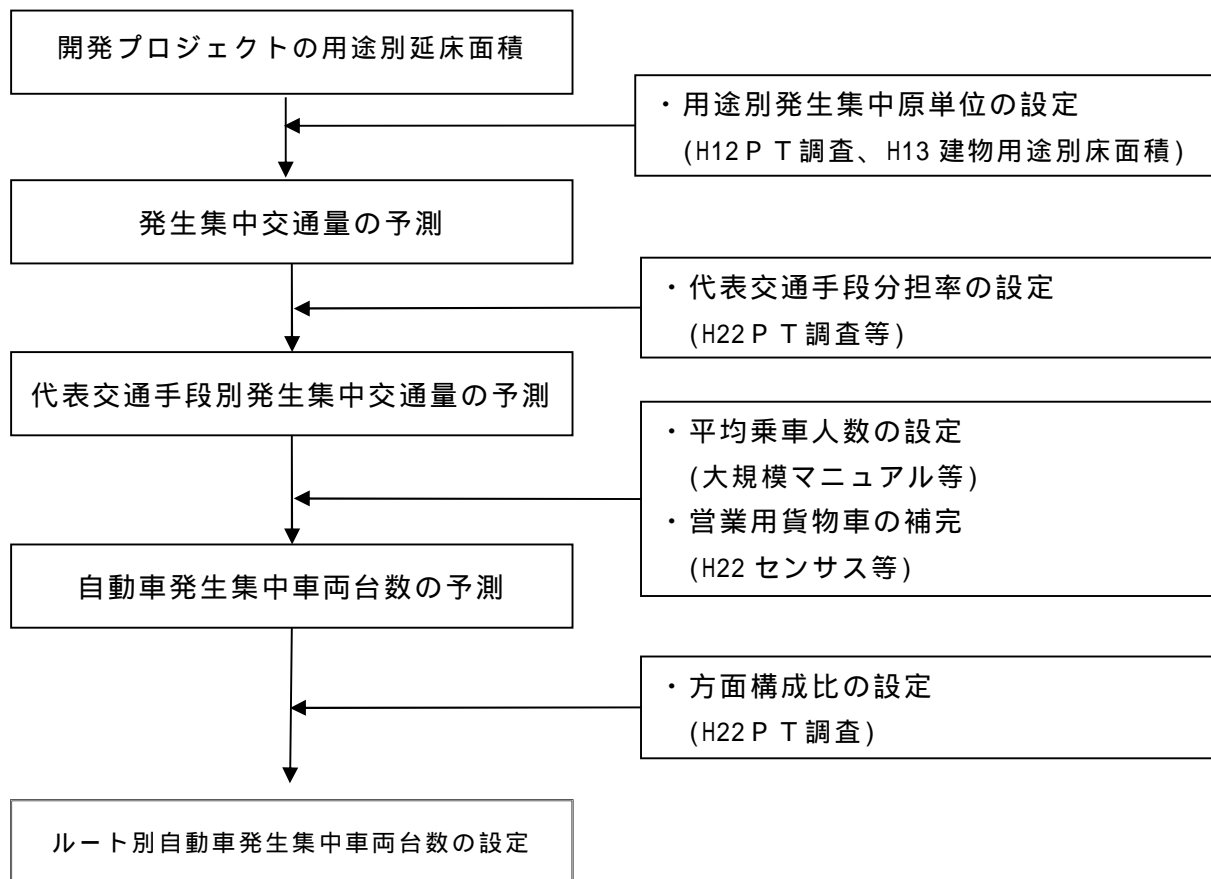 開発プロジェクトの用途別延床面積
・用途別発生集中原単位の設定
(H12ＰＴ調査、H13建物用途別床面積)
発生集中交通量の予測
・代表交通手段分担率の設定
(H22ＰＴ調査等)
代表交通手段別発生集中交通量の予測
・平均乗車人数の設定
(大規模マニュアル等)
・営業用貨物車の補完
(H22センサス等)
自動車発生集中車両台数の予測
・方面構成比の設定
(H22ＰＴ調査)
ルート別自動車発生集中車両台数の設定